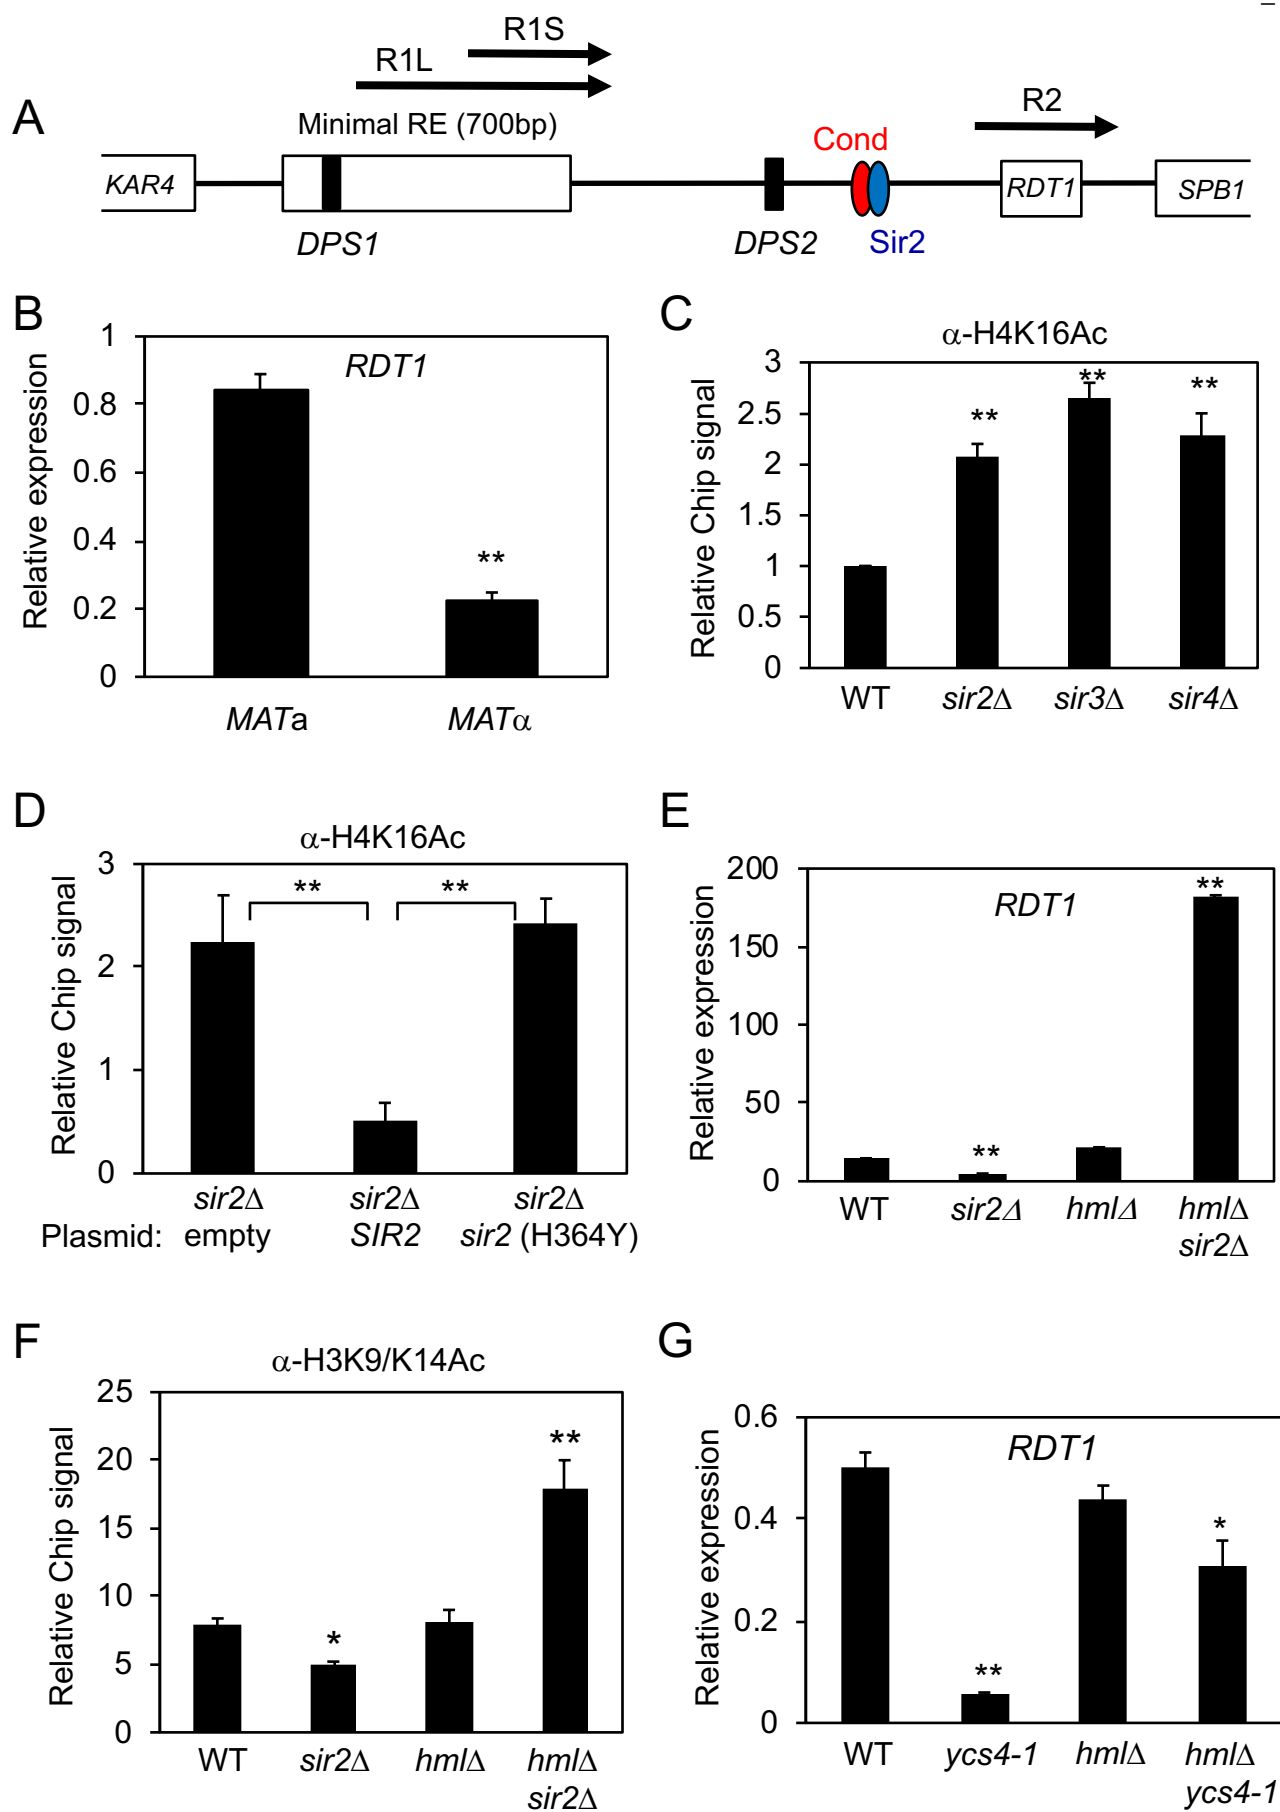 R1S
R1L
R2
A
Minimal RE (700bp)
Cond
KAR4
RDT1
SPB1
DPS1
DPS2
Sir2
B
RDT1
Relative expression
1
0.8
0.6
0.4
0.2
0
**
MATa
MATα
C
α-H4K16Ac
Relative Chip signal
3
2.5
2
1.5
1
0.5
0
**
**
**
WT
sir2Δ
sir3Δ
sir4Δ
D
α-H4K16Ac
Relative Chip signal
3
2
1
0
**
**
sir2Δ
sir2Δ
sir2Δ
Plasmid:
empty
SIR2
sir2 (H364Y)
E
RDT1
Relative expression
200
150
100
50
0
**
**
WT
sir2Δ
hmlΔ
hmlΔ
sir2Δ
F
α-H3K9/K14Ac
Relative Chip signal
25
20
15
10
5
0
*
**
WT
sir2Δ
hmlΔ
hmlΔ
sir2Δ
G
RDT1
Relative expression
0.6
0.4
0.2
0
**
*
WT
ycs4-1
hmlΔ
hmlΔ
ycs4-1